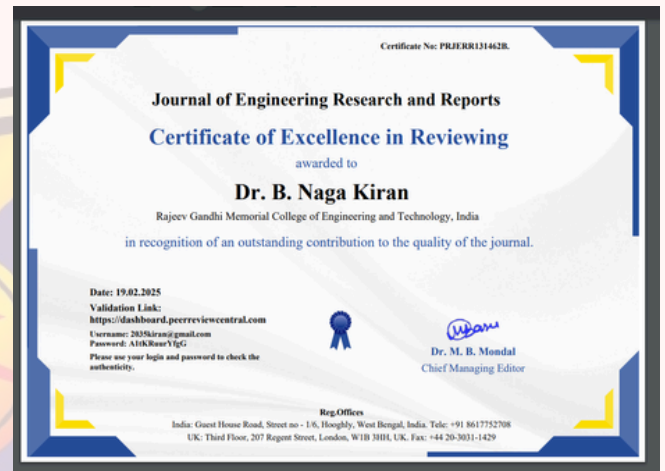 Certificate No: PRJERR131462B.
Journal of Engineering Research and Reports
Certificate of Excellence in Reviewing
awarded to
Dr. B. Naga Kiran
Rajeev Gandhi Memorial College of Engineering and Technology, India
in recognition of an outstanding contribution to the quality of the journal.
Date: 19.02.2025
Validation Link:
https://dashboard.peerreviewcentral.com
Username: 2035kiran@gmail.com
Password: A1tKRuurYfgG
Please use your login and password to check the
authenticity.
Dr. M. B. Mondal
Chief Managing Editor
Reg.Offices
India: Guest House Road, Street no - 1/6, Hooghly, West Bengal, India. Tele: +91 8617752708
UK: Third Floor, 207 Regent Street, London, W1B 3HH, UK. Fax: +44 20-3031-1429